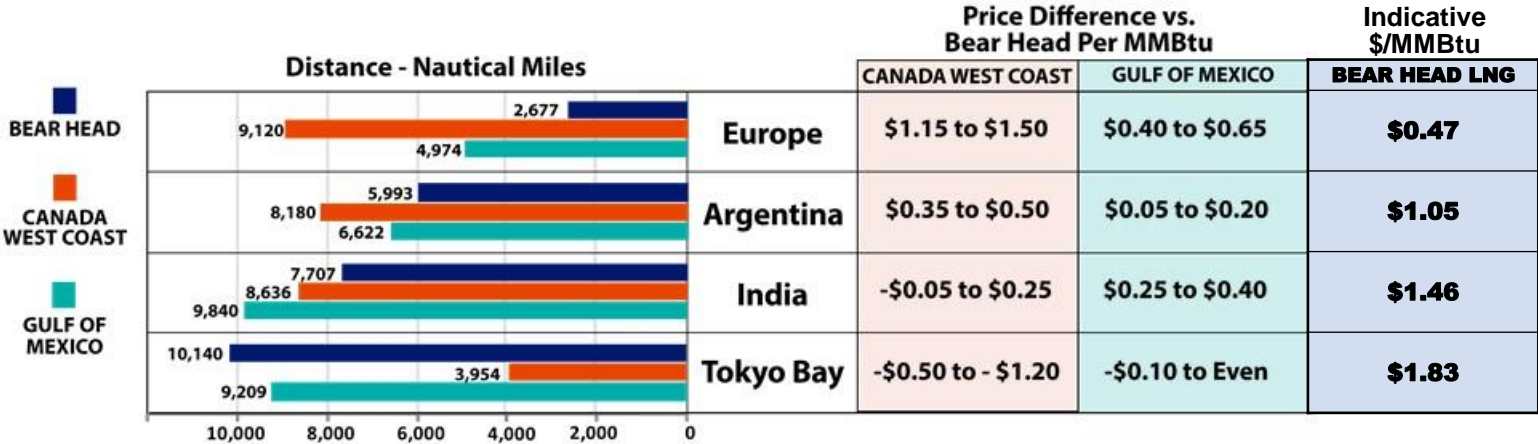 Price Difference vs.
Bear Head Per MMBtu
Indicative
$/MMBtu
Distance - Nautical Miles
CANADA WEST COAST
GULF OF MEXICO
BEAR HEAD LNG
BEAR HEAD
CANADA
WEST COAST
GULF OF
MEXICO
2,677
9,120
4,974
Europe
$1.15 to $1.50
$0.40 to $0.65
$0.47
5,993
8,180
6,622
Argentina
$0.35 to $0.50
$0.05 to $0.20
$1.05
7,707
8,636
9,840
India
-$0.05 to $0.25
$0.25 to $0.40
$1.46
10,140
3,954
9,209
Tokyo Bay
-$0.50 to - $1.20
-$0.10 to Even
$1.83
10,000 8,000 6,000 4,000 2,000 0